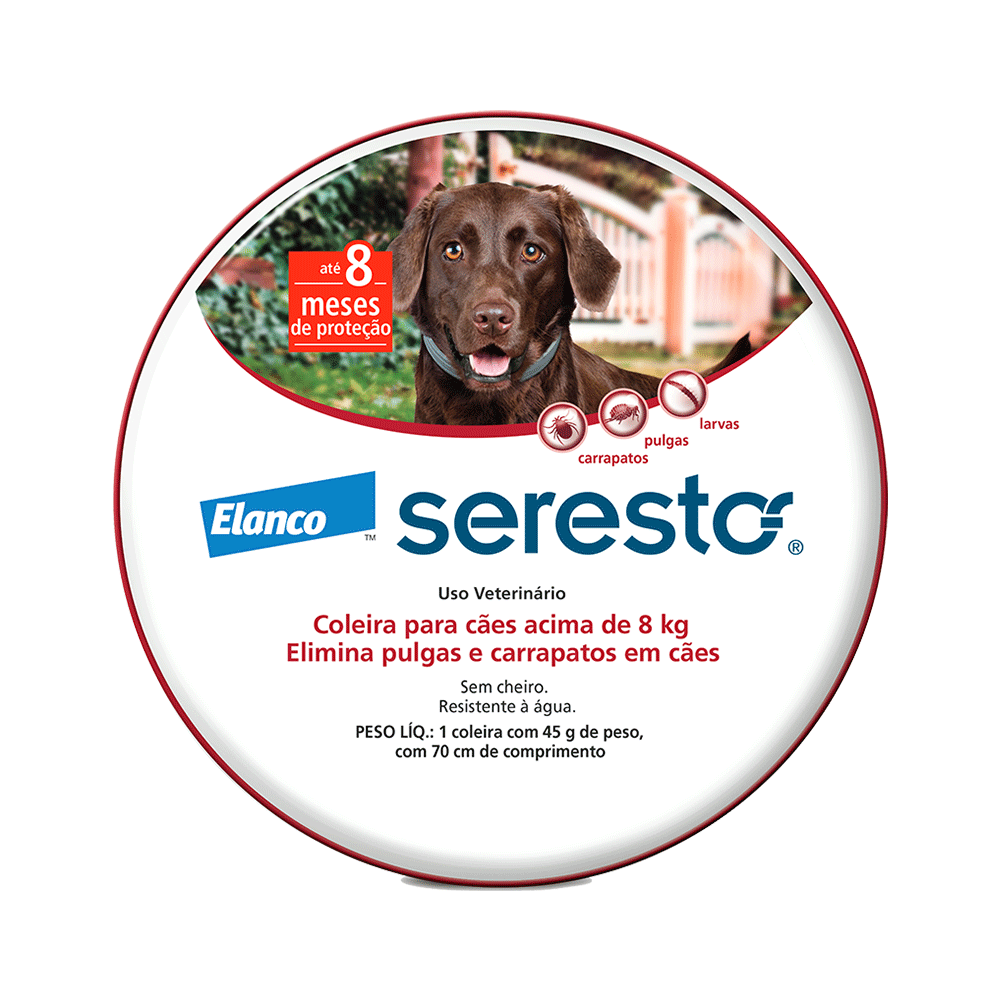 até 8
meses
de proteção
larvas
pulgas
carrapatos
Elanco
TM
seresto
®
Uso Veterinário
Coleira para cães acima de 8 kg
Elimina pulgas e carrapatos em cães
Sem cheiro.
Resistente à água.
PESO LÍQ.: 1 coleira com 45 g de peso,
com 70 cm de comprimento